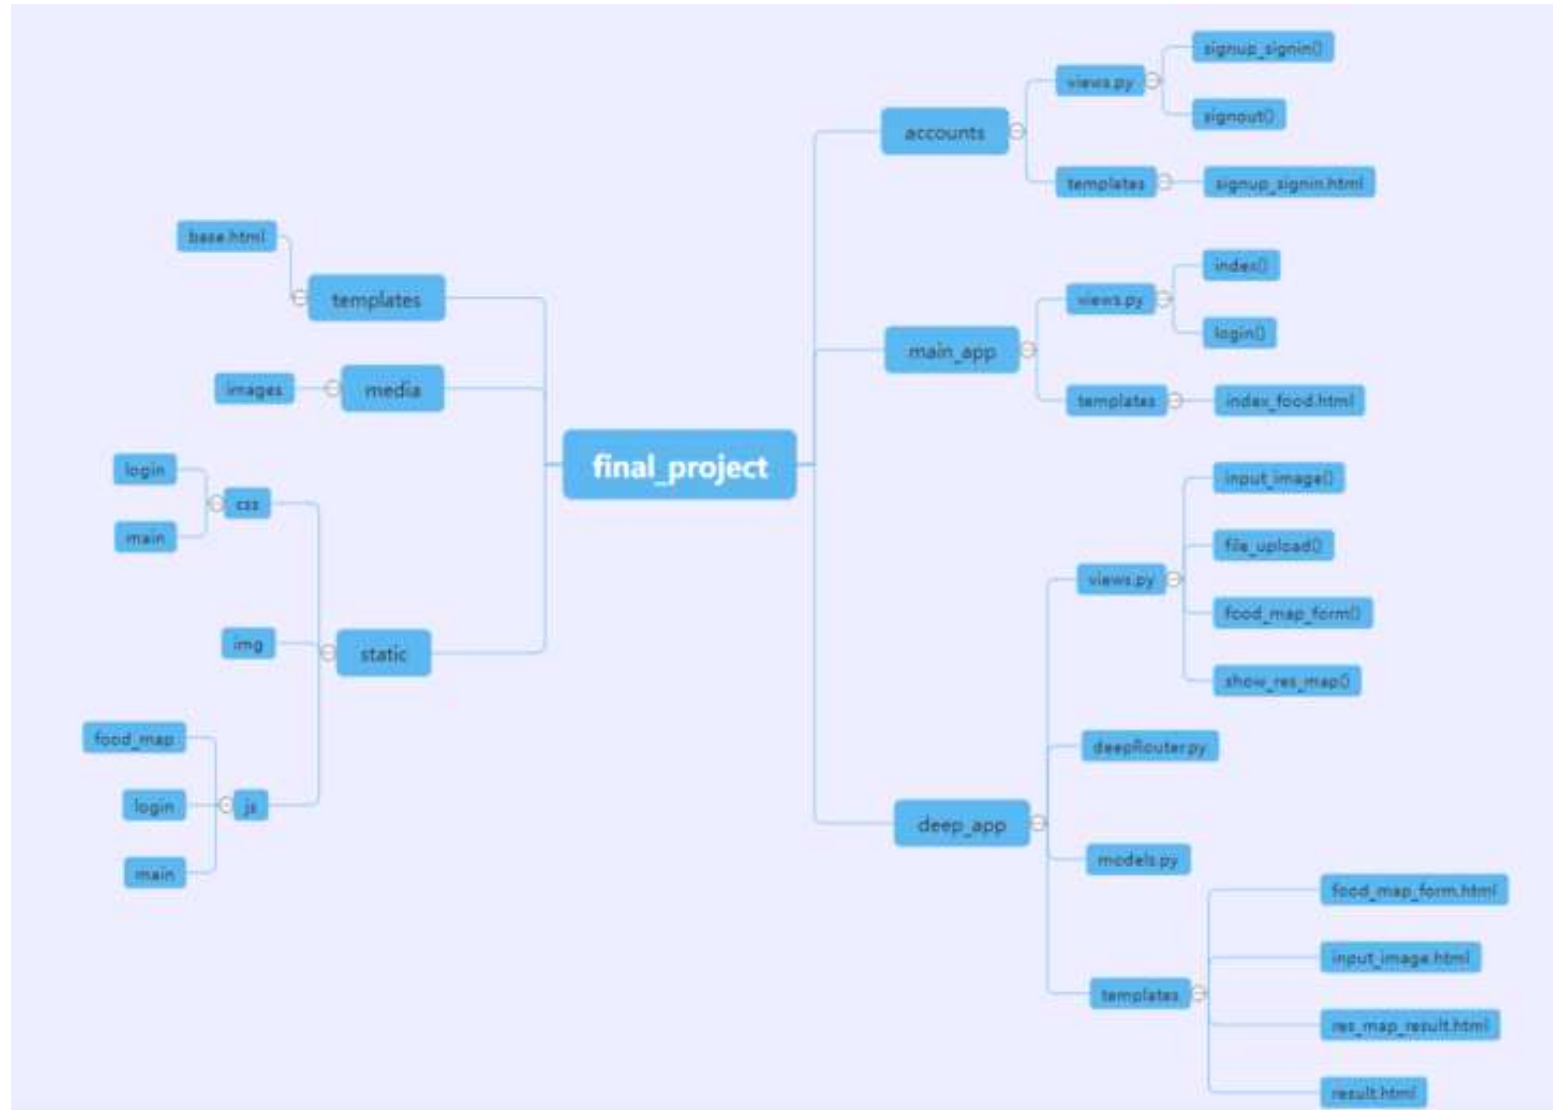 final_project
templates
base.html
media
images
static
css
login
main
img
js
food_map
login
main
accounts
views.py
signup_signin()
signout()
templates
signup_signin.html
main_app
views.py
index()
login()
templates
index_food.html
deep_app
views.py
input_image()
file_upload()
food_map_form()
show_res_map()
deepRouter.py
models.py
templates
food_map_form.html
input_image.html
res_map_result.html
result.html